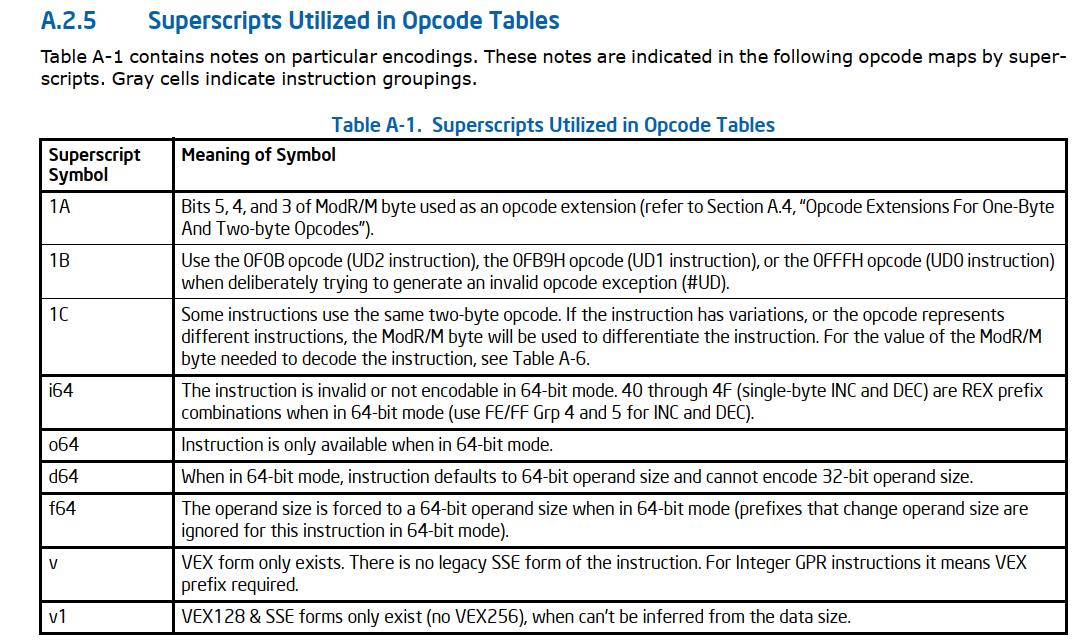 A.2.5 Superscripts Utilized in Opcode Tables
Table A-1 contains notes on particular encodings. These notes are indicated in the following opcode maps by super-
scripts. Gray cells indicate instruction groupings.
Table A-1. Superscripts Utilized in Opcode Tables
Superscript
Symbol
Meaning of Symbol
1A
Bits 5, 4, and 3 of ModR/M byte used as an opcode extension (refer to Section A.4, “Opcode Extensions For One-Byte
And Two-byte Opcodes”).
1B
Use the 0F0B opcode (UD2 instruction), the 0FB9H opcode (UD1 instruction), or the 0FFFH opcode (UD0 instruction)
when deliberately trying to generate an invalid opcode exception (#UD).
1C
Some instructions use the same two-byte opcode. If the instruction has variations, or the opcode represents
different instructions, the ModR/M byte will be used to differentiate the instruction. For the value of the ModR/M
byte needed to decode the instruction, see Table A-6.
i64
The instruction is invalid or not encodable in 64-bit mode. 40 through 4F (single-byte INC and DEC) are REX prefix
combinations when in 64-bit mode (use FE/FF Grp 4 and 5 for INC and DEC).
o64
Instruction is only available when in 64-bit mode.
d64
When in 64-bit mode, instruction defaults to 64-bit operand size and cannot encode 32-bit operand size.
f64
The operand size is forced to a 64-bit operand size when in 64-bit mode (prefixes that change operand size are
ignored for this instruction in 64-bit mode).
v
VEX form only exists. There is no legacy SSE form of the instruction. For Integer GPR instructions it means VEX
prefix required.
v1
VEX128 & SSE forms only exist (no VEX256), when can’t be inferred from the data size.